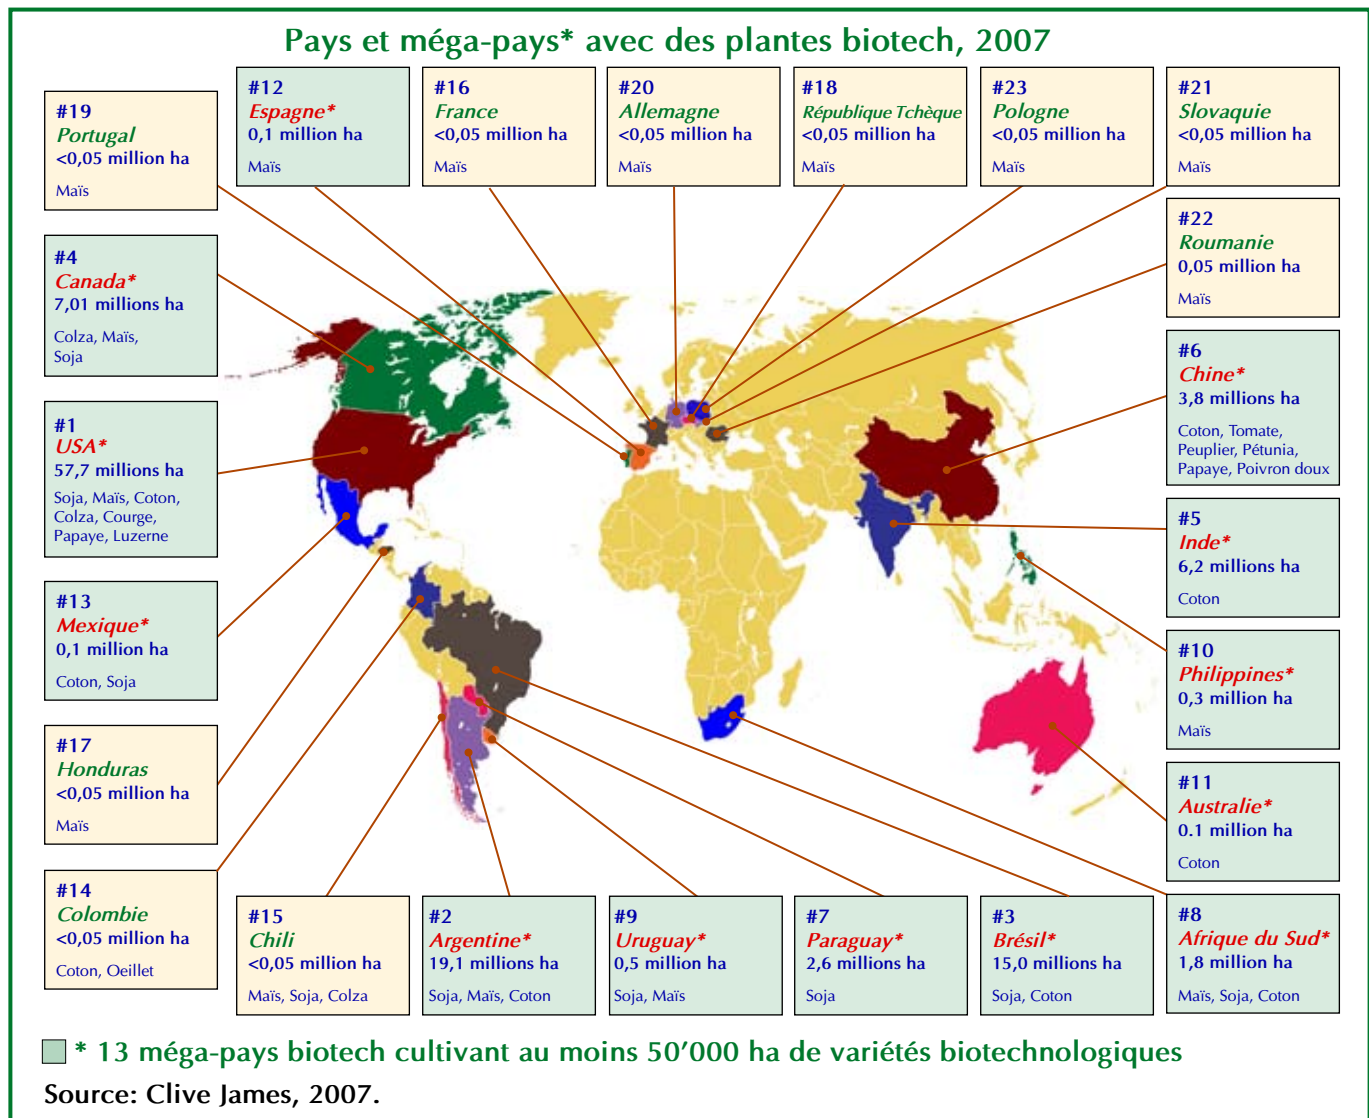 Pays et méga-pays* avec des plantes biotech, 2007
#19
Portugal
<0,05 million ha
Maïs
#12
Espagne*
0,1 million ha
Maïs
#16
France
<0,05 million ha
Maïs
#20
Allemagne
<0,05 million ha
Maïs
#18
République Tchèque
<0,05 million ha
Maïs
#23
Pologne
<0,05 million ha
Maïs
#21
Slovaquie
<0,05 million ha
Maïs
#22
Roumanie
0,05 million ha
Maïs
#4
Canada*
7,01 millions ha
Colza, Maïs,
Soja
#6
Chine*
3,8 millions ha
Coton, Tomate,
Peuplier, Pétunia,
Papaye, Poivron doux
#1
USA*
57,7 millions ha
Soja, Maïs, Coton,
Colza, Courge,
Papaye, Luzerne
#5
Inde*
6,2 millions ha
Coton
#13
Mexique*
0,1 million ha
Coton, Soja
#10
Philippines*
0,3 million ha
Maïs
#17
Honduras
<0,05 million ha
Maïs
#11
Australie*
0.1 million ha
Coton
#14
Colombie
<0,05 million ha
Coton, Oeillet
#15
Chili
<0,05 million ha
Maïs, Soja, Colza
#2
Argentine*
19,1 millions ha
Soja, Maïs, Coton
#9
Uruguay*
0,5 million ha
Soja, Maïs
#7
Paraguay*
2,6 millions ha
Soja
#3
Brésil*
15,0 millions ha
Soja, Coton
#8
Afrique du Sud*
1,8 million ha
Maïs, Soja, Coton
* 13 méga-pays biotech cultivant au moins 50’000 ha de variétés biotechnologiques
Source: Clive James, 2007.